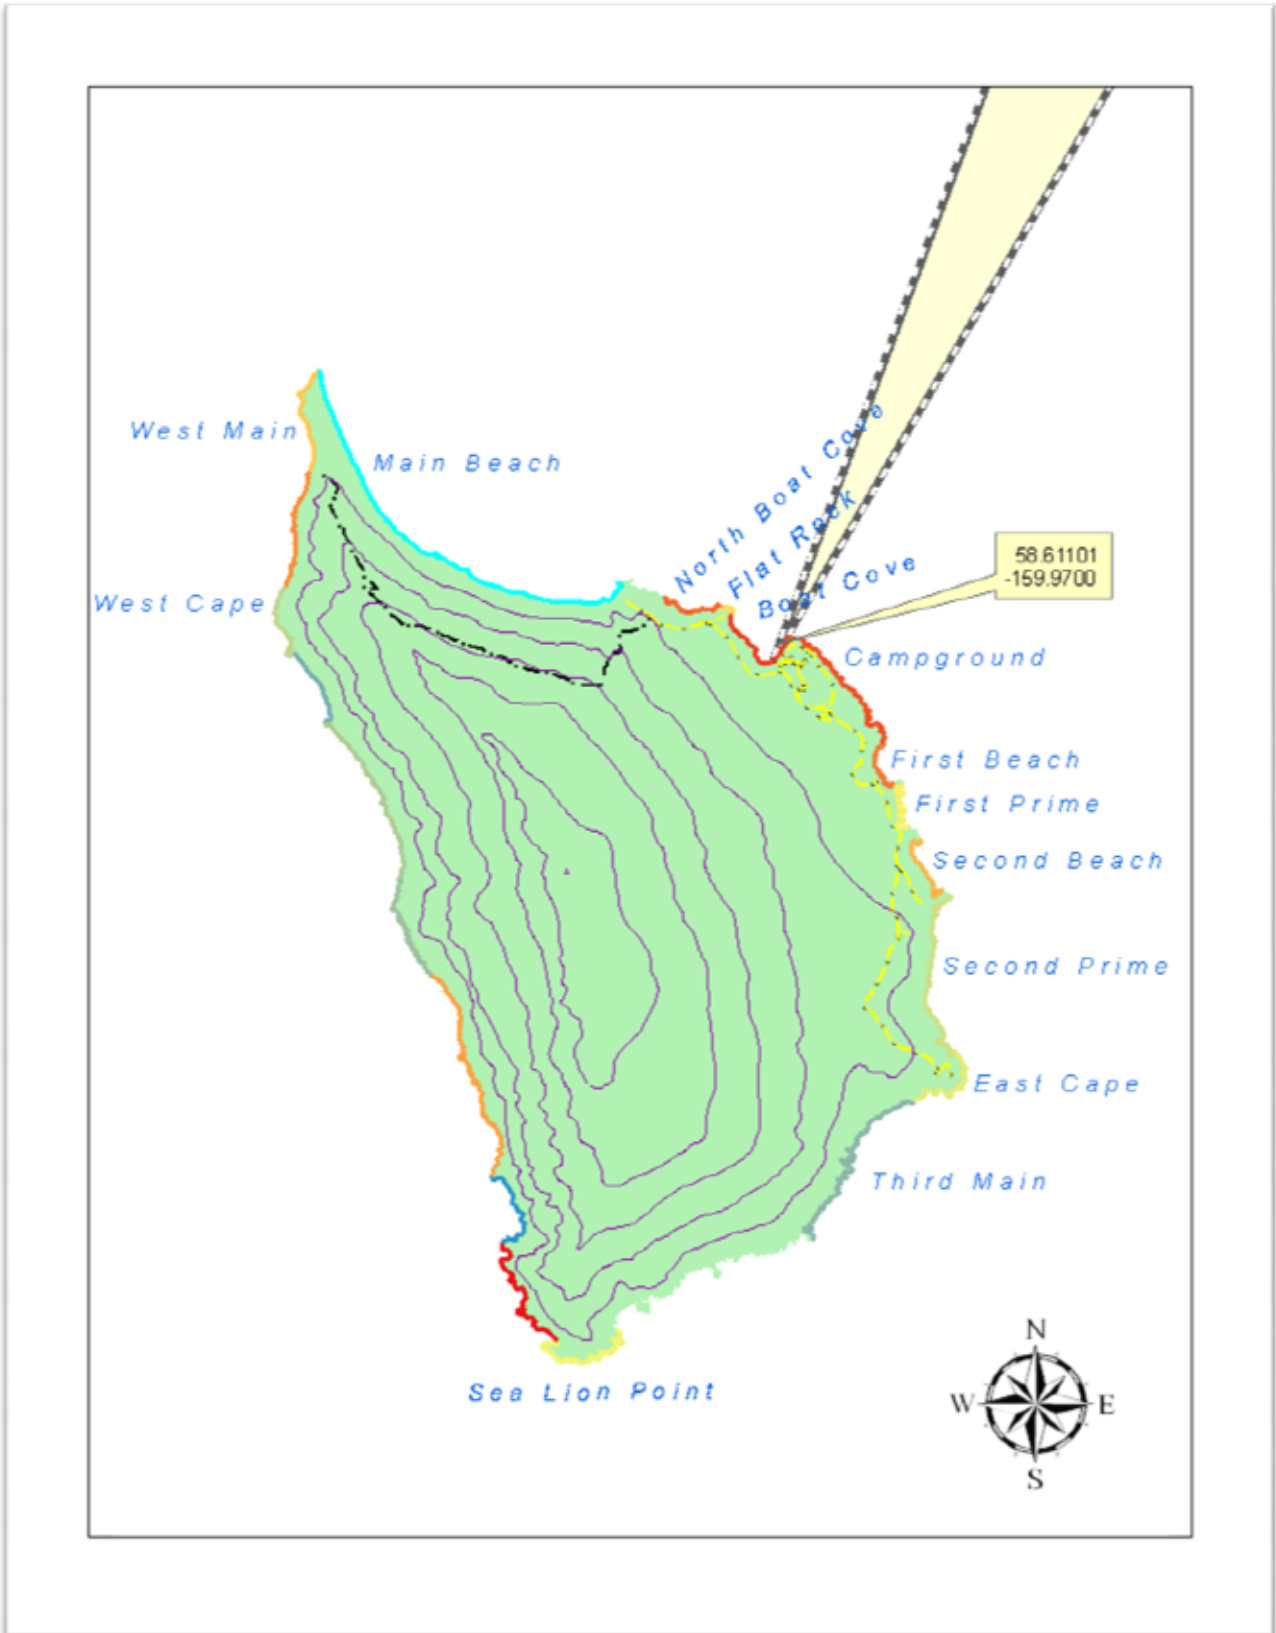 North Boat Cove
West Main
Main Beach
Flat Rock
58.61101
-159.9700
Boat Cove
West Cape
Campground
First Beach
First Prime
Second Beach
Second Prime
East Cape
Third Main
N
Sea Lion Point
W
E
S